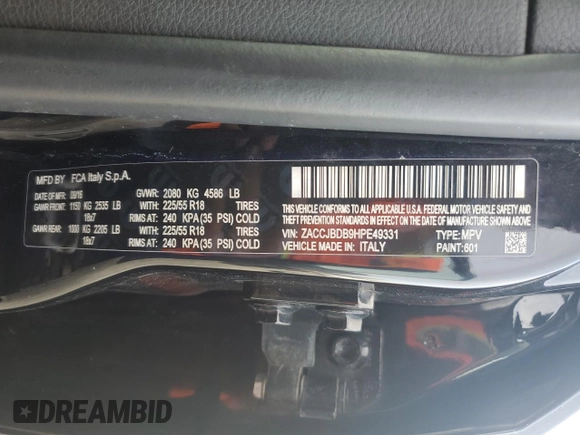 MFD BY FCA Italy S.p.A.
DATE OF MFR 09/16 GVWR: 2080 KG 4586 LB
GAWR FRONT: 1150 KG 2535 LB 225/55 R18 TIRES
18x7 RIMS AT: 240 KPA(35 PSI) COLD
GAWR REAR: 1000 KG 2205 LB 225/55 R18 TIRES
18x7 RIMS AT: 240 KPA(35 PSI) COLD
THIS VEHICLE CONFORMS TO ALL APPLICABLE U.S.A. FEDERAL MOTOR VEHICLE SAFETY, BUMPER, AND
THEFT PREVENTION STANDARDS IN EFFECT ON THE DATE OF MANUFACTURE SHOWN ABOVE
VIN: ZACCJBDB9HPE49331 TYPE: MPV
VEHICLE MADE IN: ITALY PAINT: 601
DREAMBID